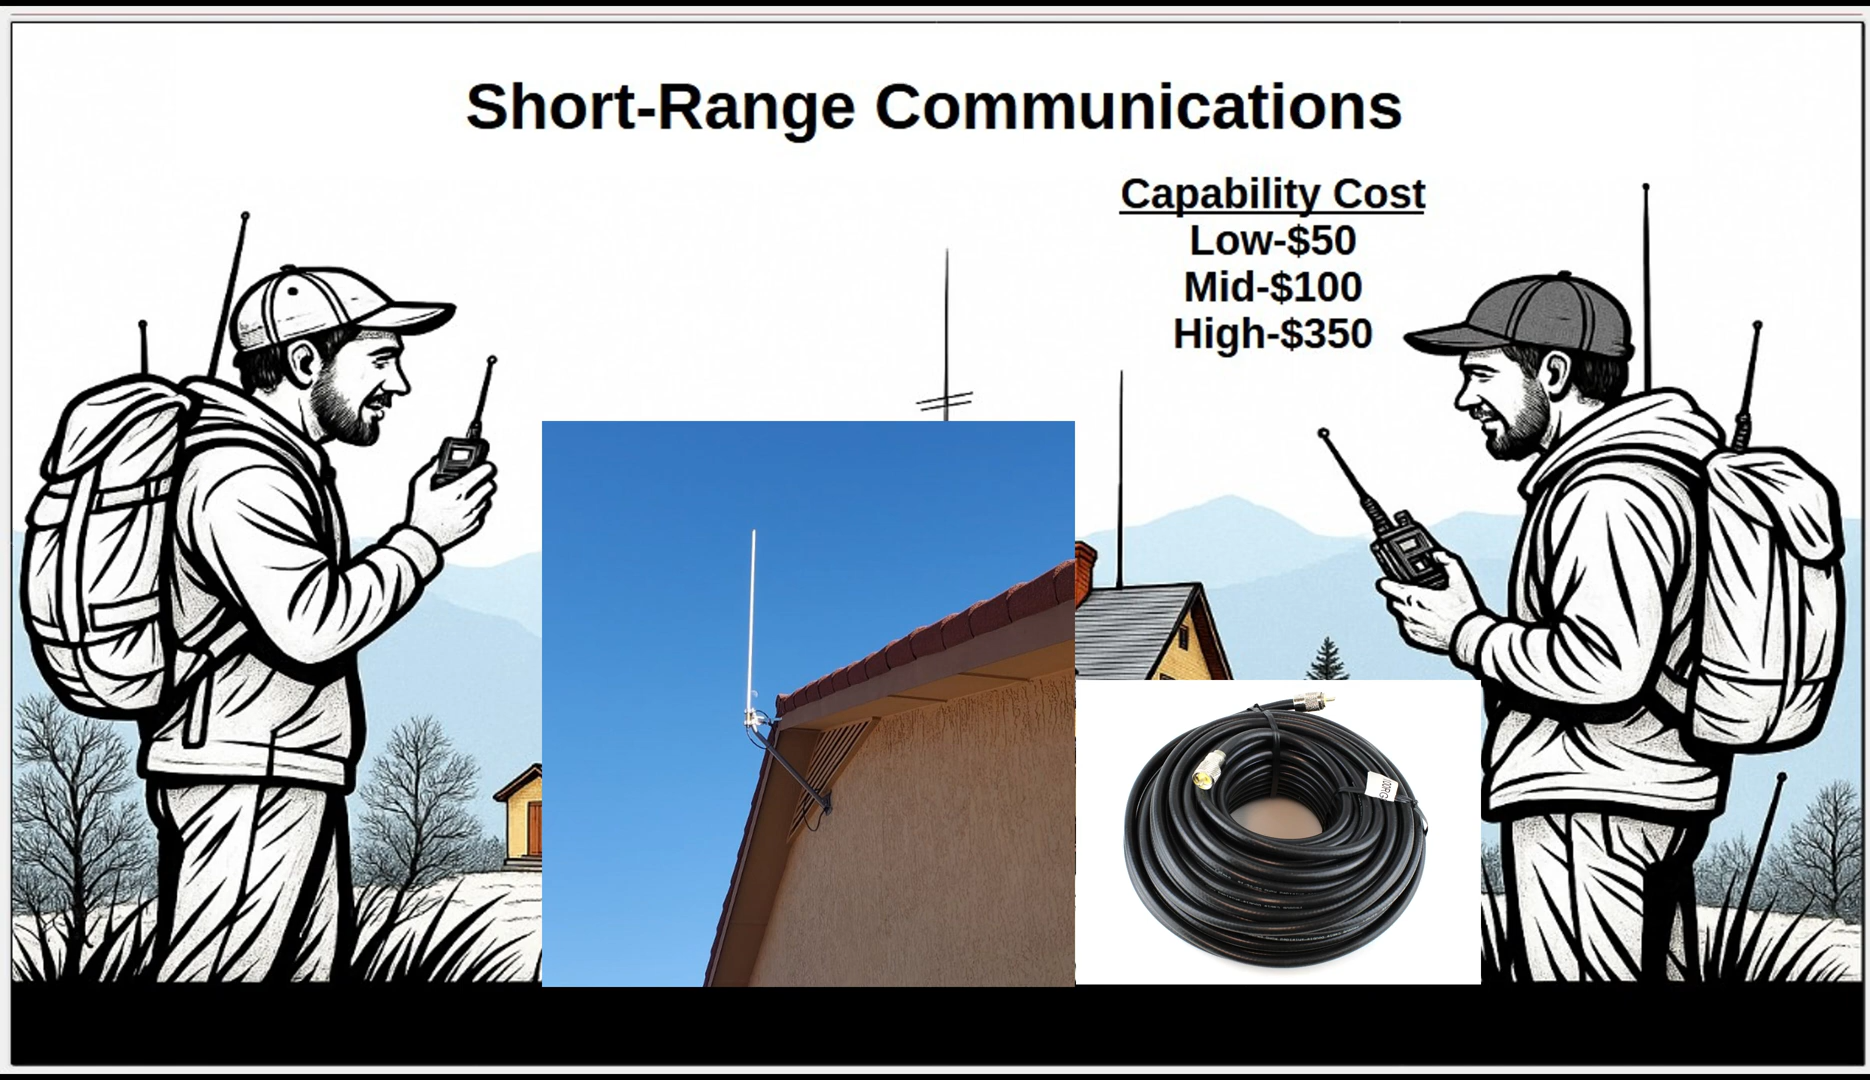 Short-Range Communications
Capability Cost
Low-$50
Mid-$100
High-$350